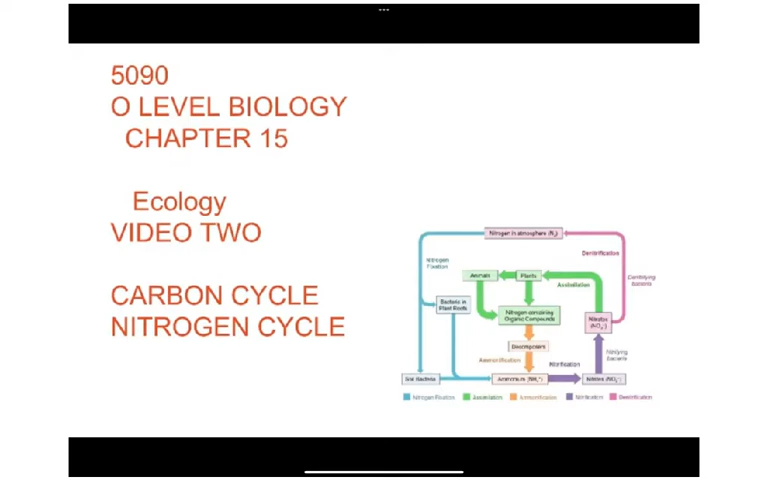 5090
O LEVEL BIOLOGY
CHAPTER 15
Ecology
VIDEO TWO
CARBON CYCLE
NITROGEN CYCLE
Nitrogen in atmosphere (N₂)
Denitrification
Nitrogen
Fixation
Animals
Plants
Denitrifying
Bacteria
Assimilation
Bacteria in
Plant Roots
Nitrogen-containing
Organic Compounds
Nitrates
(NO₃⁻)
Decomposers
Ammonification
Nitrification
Nitrifying
Bacteria
Soil Bacteria
Ammonium (NH₄⁺)
Nitrites (NO₂⁻)
Nitrogen Fixation
Assimilation
Ammonification
Nitrification
Denitrification